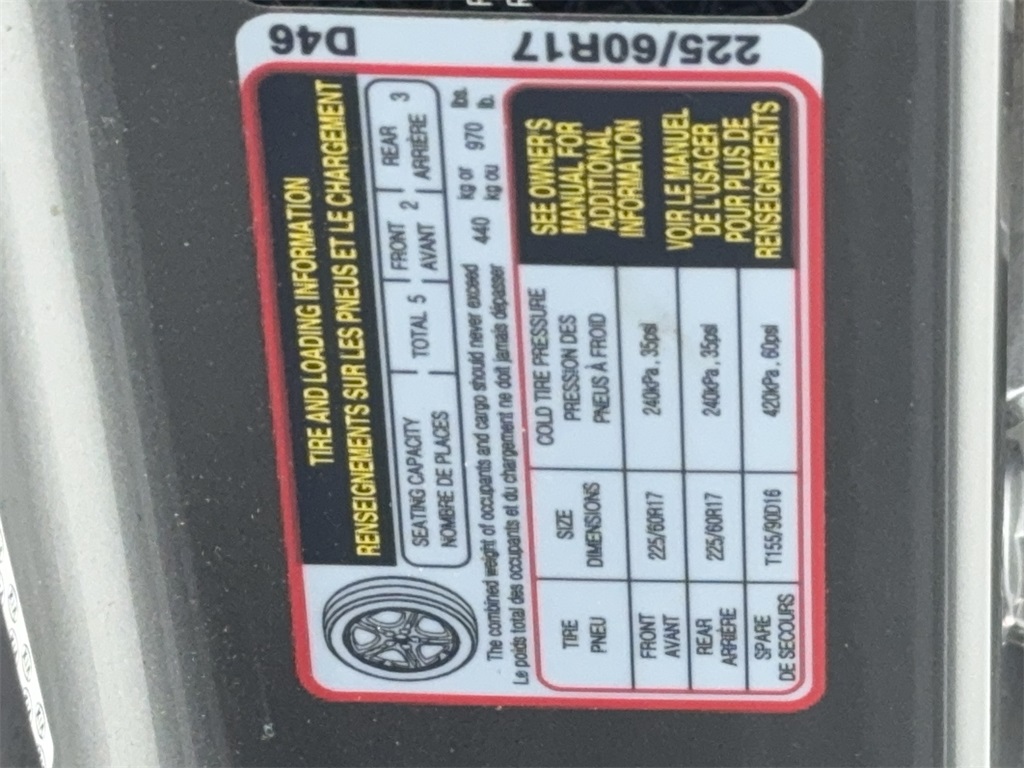 D46
225/60R17
TIRE AND LOADING INFORMATION
RENSEIGNEMENTS SUR LES PNEUS ET LE CHARGEMENT
SEATING CAPACITY
NOMBRE DE PLACES
TOTAL 5
FRONT
AVANT
2
REAR
ARRIÈRE
3
The combined weight of occupants and cargo should never exceed 440 kg or 970 lbs.
Le poids total des occupants et du chargement ne doit jamais dépasser kg ou lb.
TIRE
PNEU
SIZE
DIMENSIONS
COLD TIRE PRESSURE
PRESSION DES
PNEUS À FROID
FRONT
AVANT
225/60R17
240kPa , 35psi
REAR
ARRIÈRE
225/60R17
240kPa , 35psi
SPARE
DE SECOURS
T155/90D16
420kPa , 60psi
SEE OWNER'S
MANUAL FOR
ADDITIONAL
INFORMATION
VOIR LE MANUEL
DE L'USAGER
POUR PLUS DE
RENSEIGNEMENTS